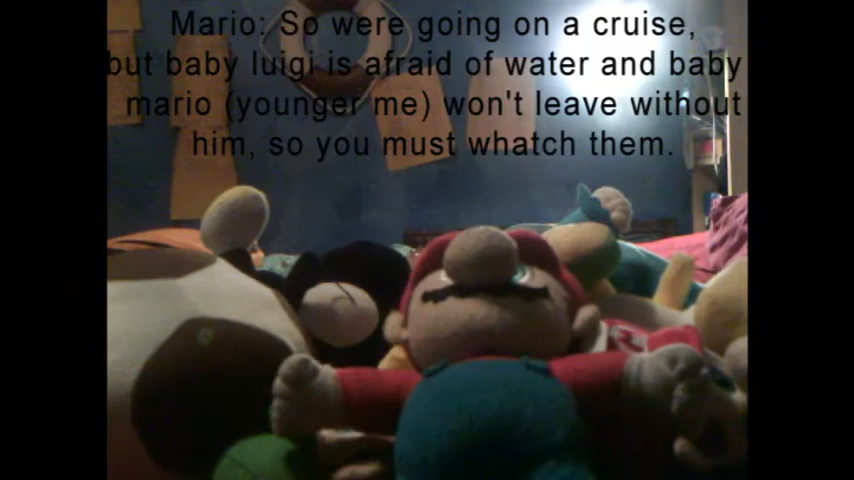 Mario: So were going on a cruise,
but baby luigi is afraid of water and baby
mario (younger me) won't leave without
him, so you must whatch them.